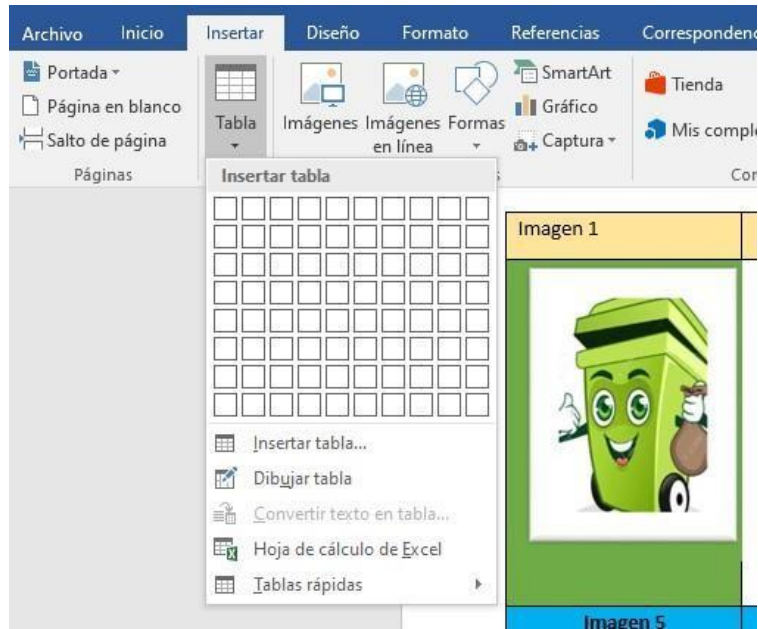 Archivo Inicio Insertar Diseño Formato Referencias
Portada
Página en blanco
Salto de página
Páginas
Tabla
Imágenes
Imágenes en línea
Formas
SmartArt
Gráfico
Captura
Tienda
Mis
Insertar tabla
Insertar tabla...
Dibujar tabla
Convertir texto en tabla...
Hoja de cálculo de Excel
Tablas rápidas
Imagen 1
Imagen 5